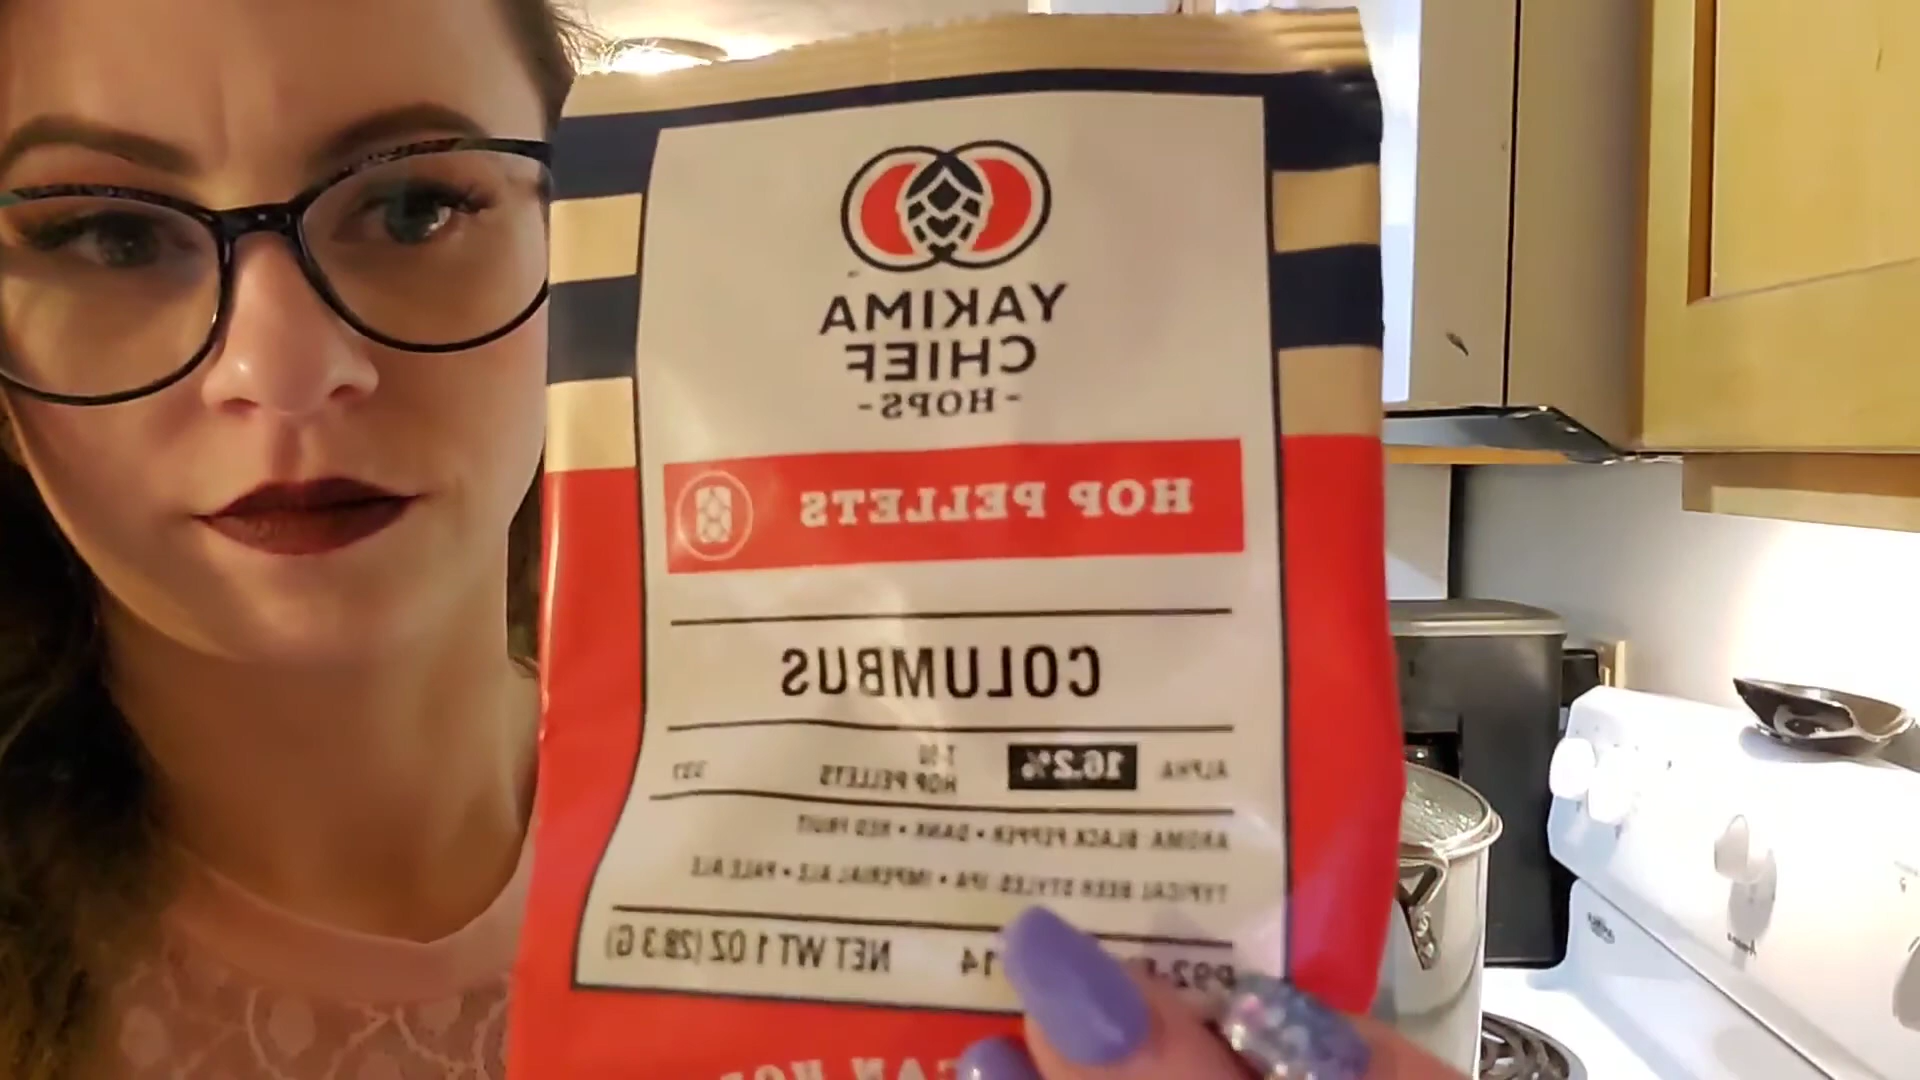 YAKIMA
CHIEF
-HOPS-
HOP PELLETS
COLUMBUS
ALPHA 16.2% T-90 HOP PELLETS
AROMA: BLACK PEPPER • DANK • RED FRUIT
TYPICAL BEER STYLES: IPA • IMPERIAL ALE • PALE ALE
NET WT 1 OZ (28.3 G)